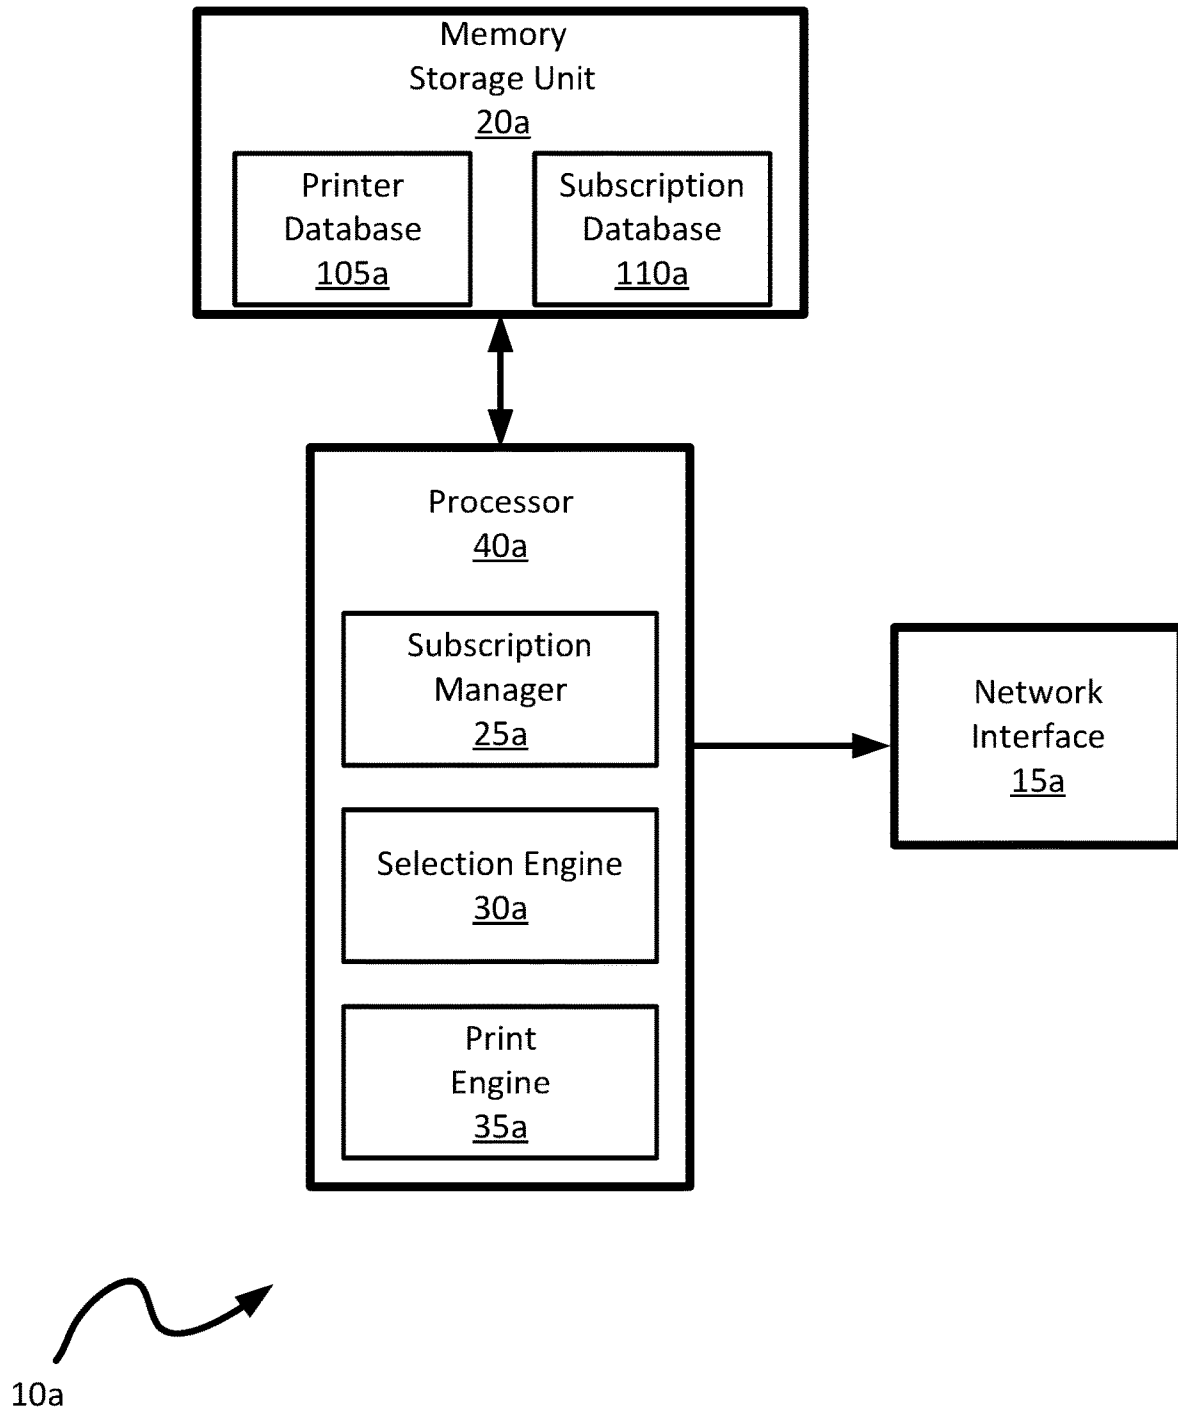 Memory
Storage Unit
20a
Printer
Database
105a
Subscription
Database
110a
Processor
40a
Subscription
Manager
25a
Selection Engine
30a
Print
Engine
35a
Network
Interface
15a
10a